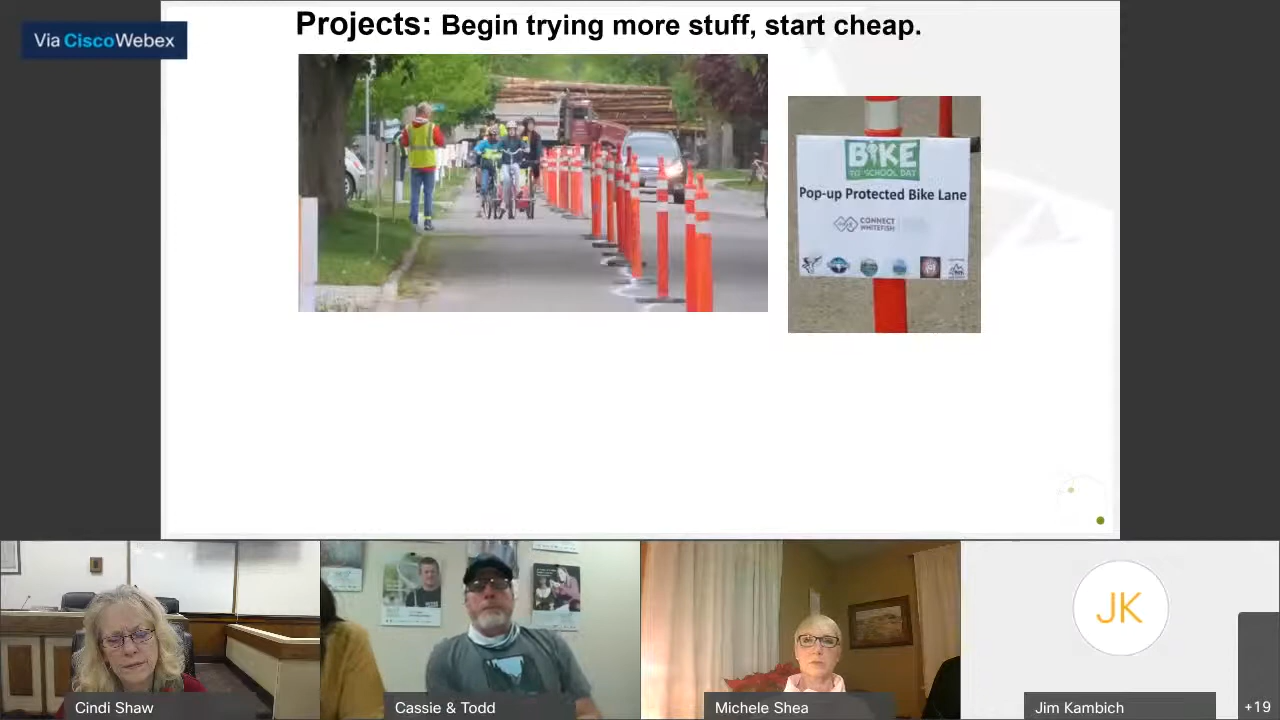 Via CiscoWebex
Projects: Begin trying more stuff, start cheap.
BIKE
TO SCHOOL DAY
Pop-up Protected Bike Lane
CONNECT
WHITEFISH
JK
Cindi Shaw
Cassie & Todd
Michele Shea
Jim Kambich
+19